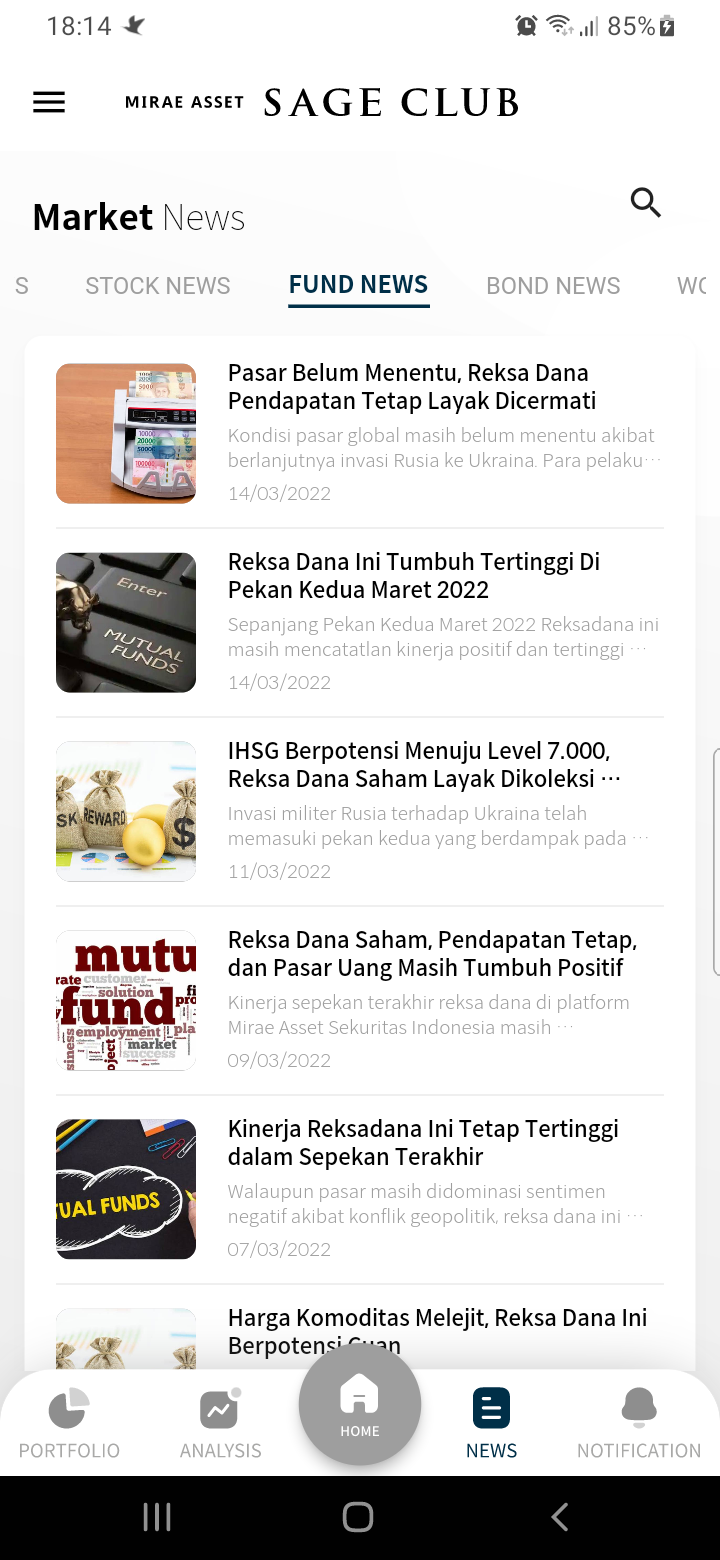 18:14
85%
MIRAE ASSET SAGE CLUB
Market News
S STOCK NEWS FUND NEWS BOND NEWS WO
Pasar Belum Menentu, Reksa Dana
Pendapatan Tetap Layak Dicermati
Kondisi pasar global masih belum menentu akibat
berlanjutnya invasi Rusia ke Ukraina. Para pelaku…
14/03/2022
Enter
MUTUAL
FUNDS
Reksa Dana Ini Tumbuh Tertinggi Di
Pekan Kedua Maret 2022
Sepanjang Pekan Kedua Maret 2022 Reksadana ini
masih mencatatlan kinerja positif dan tertinggi …
14/03/2022
SK REWARD $
IHSG Berpotensi Menuju Level 7.000,
Reksa Dana Saham Layak Dikoleksi …
Invasi militer Rusia terhadap Ukraina telah
memasuki pekan kedua yang berdampak pada …
11/03/2022
mutu
rate customer
solution fi
fund pro
employment pla
market
success
siness
oject
Reksa Dana Saham, Pendapatan Tetap,
dan Pasar Uang Masih Tumbuh Positif
Kinerja sepekan terakhir reksa dana di platform
Mirae Asset Sekuritas Indonesia masih …
09/03/2022
TUAL FUNDS
Kinerja Reksadana Ini Tetap Tertinggi
dalam Sepekan Terakhir
Walaupun pasar masih didominasi sentimen
negatif akibat konflik geopolitik, reksa dana ini …
07/03/2022
Harga Komoditas Melejit, Reksa Dana Ini
Berpotensi Cuan
PORTFOLIO ANALYSIS HOME NEWS NOTIFICATION